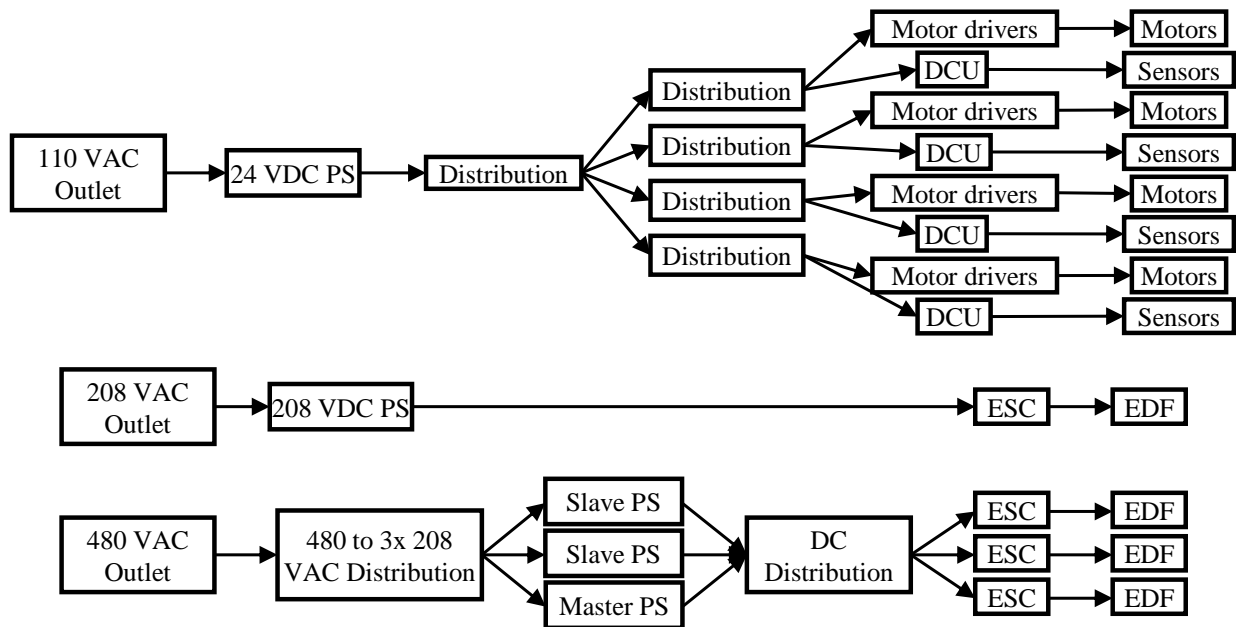 110 VAC
Outlet
24 VDC PS
Distribution
Distribution
Distribution
Distribution
Distribution
Motor drivers
Motors
DCU
Sensors
Motor drivers
Motors
DCU
Sensors
Motor drivers
Motors
DCU
Sensors
Motor drivers
Motors
DCU
Sensors
208 VAC
Outlet
208 VDC PS
ESC
EDF
480 VAC
Outlet
480 to 3x 208
VAC Distribution
Slave PS
Slave PS
Master PS
DC
Distribution
ESC
EDF
ESC
EDF
ESC
EDF